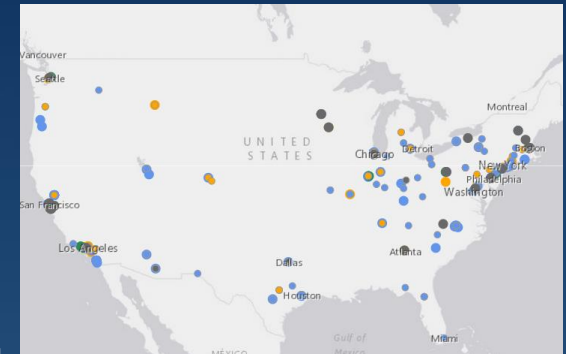 Vancouver
Seattle
Montreal
UNITED
STATES
Chicago
Detroit
Boston
New York
Philadelphia
Washington
San Francisco
Los Angeles
Atlanta
Dallas
Houston
Miami
Gulf of
Mexico
MÉXICO